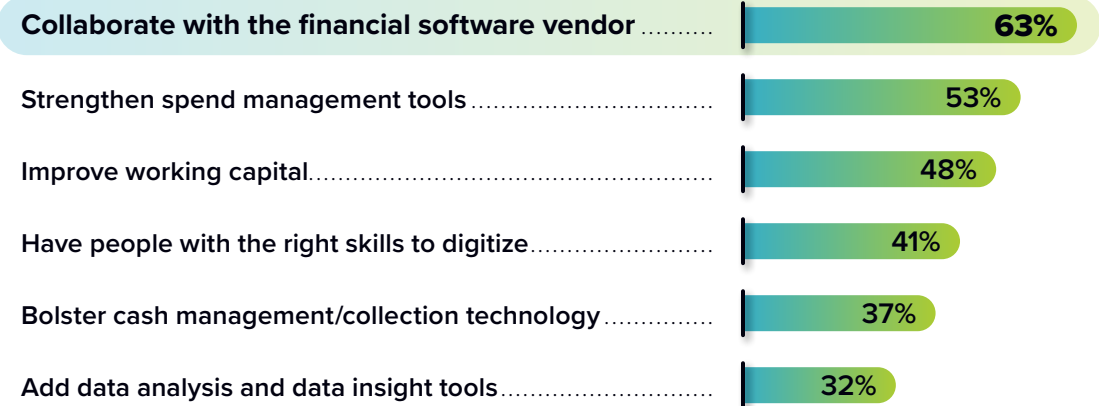 Collaborate with the financial software vendor .......... 63%
Strengthen spend management tools ................................. 53%
Improve working capital....................................................... 48%
Have people with the right skills to digitize......................... 41%
Bolster cash management/collection technology ............... 37%
Add data analysis and data insight tools............................. 32%